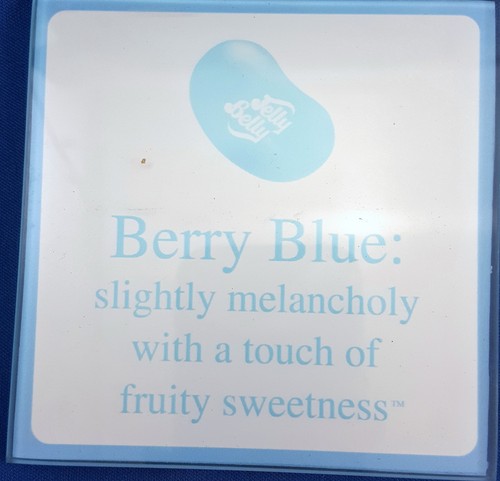 Jelly
Belly
Berry Blue:
slightly melancholy
with a touch of
fruity sweetness™